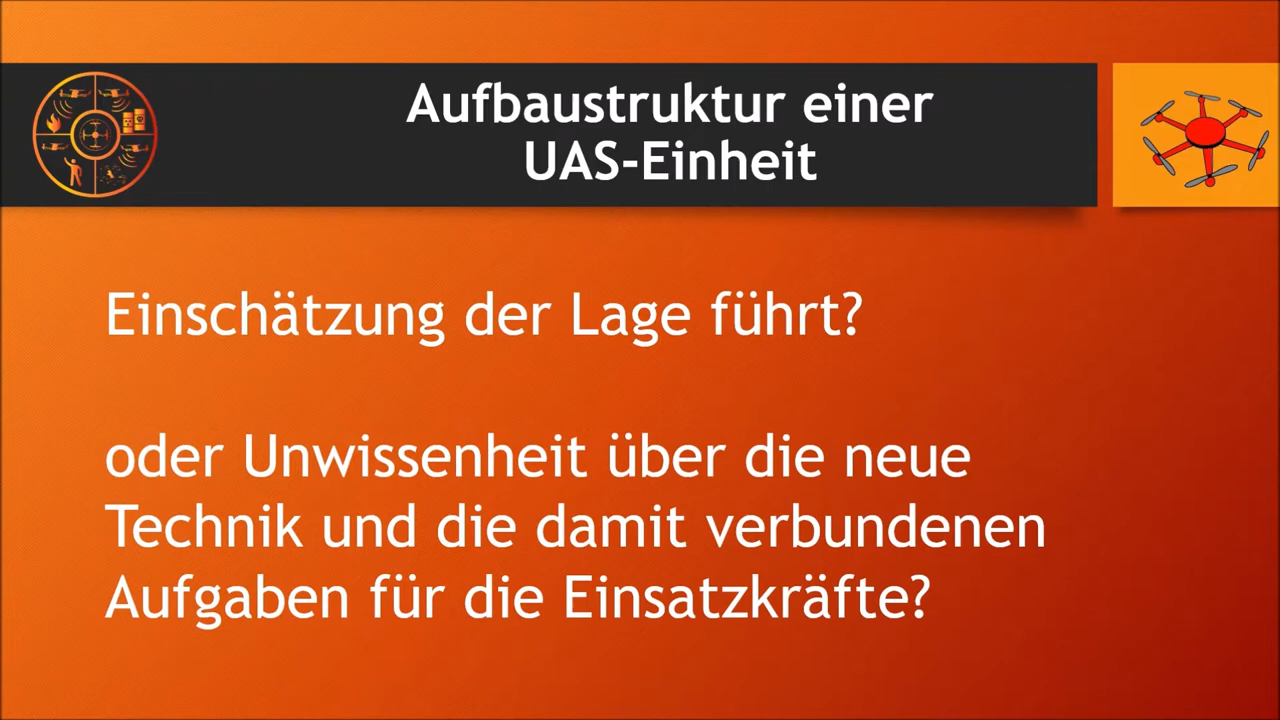 Aufbaustruktur einer
UAS-Einheit
Einschätzung der Lage führt?
oder Unwissenheit über die neue
Technik und die damit verbundenen
Aufgaben für die Einsatzkräfte?